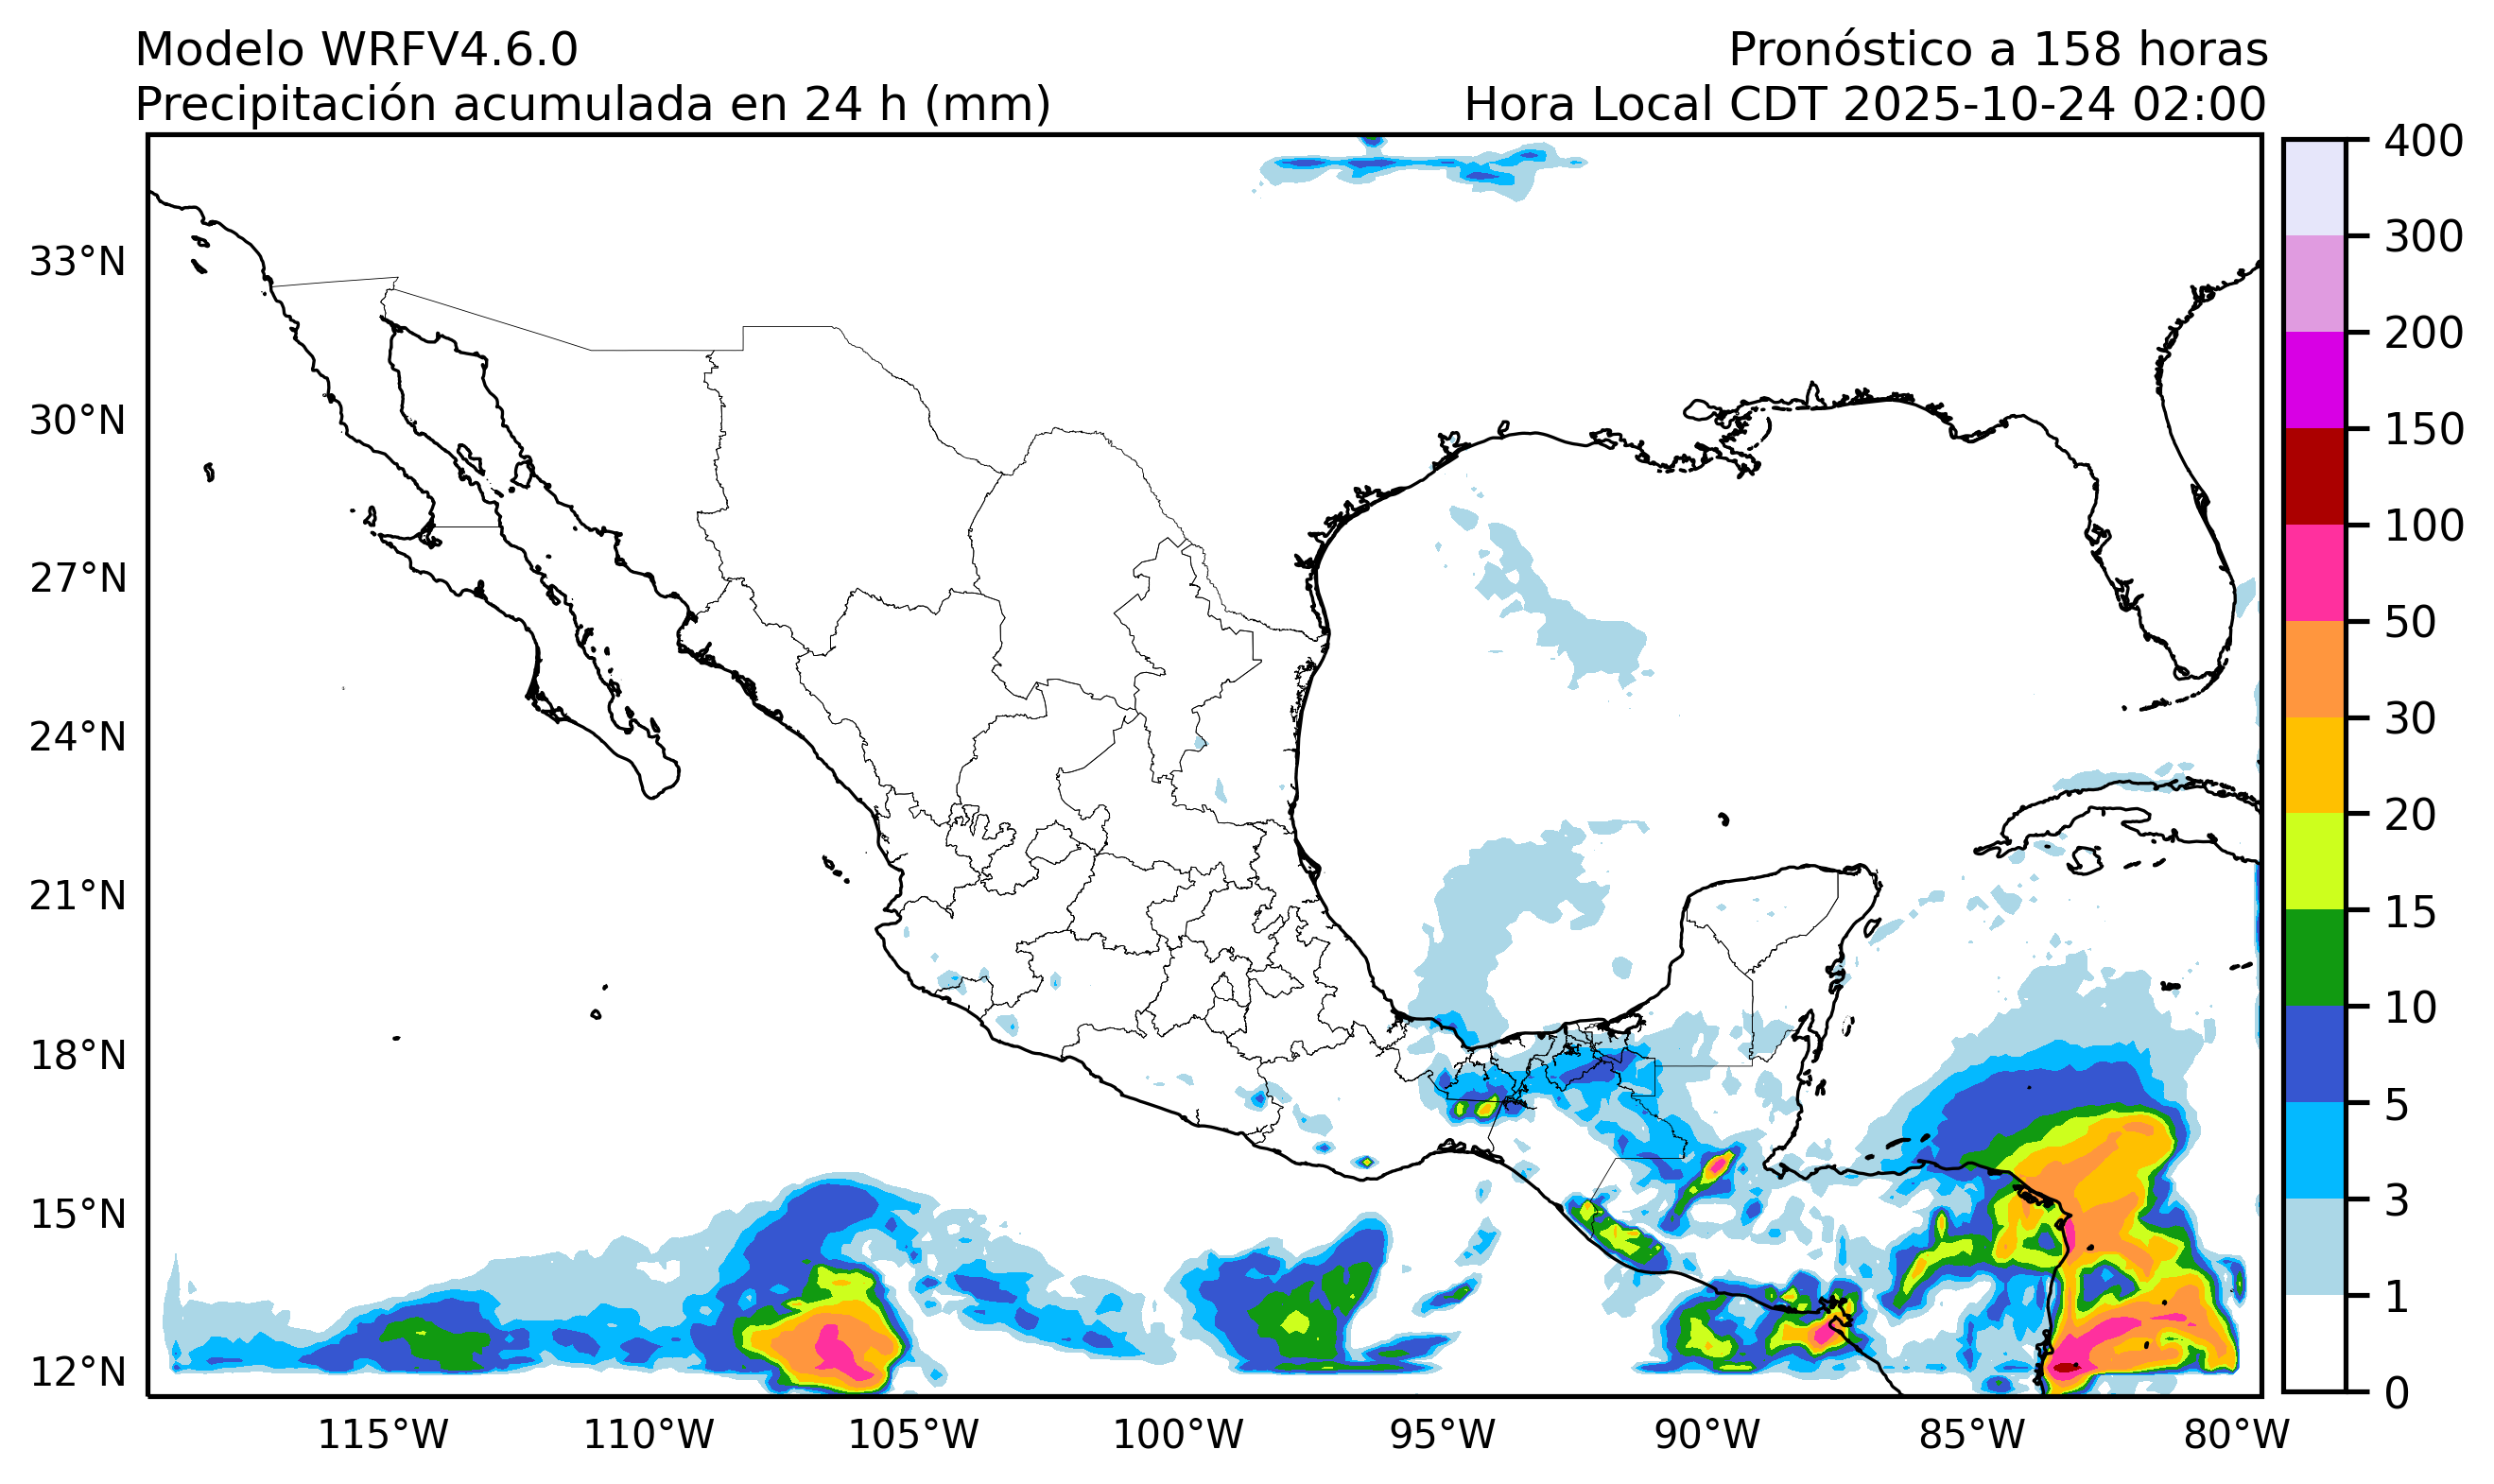 Modelo WRFV4.6.0
Pronóstico a 158 horas
Precipitación acumulada en 24 h (mm)
Hora Local CDT 2025-10-24 02:00
33°N
30°N
27°N
24°N
21°N
18°N
15°N
12°N
115°W
110°W
105°W
100°W
95°W
90°W
85°W
80°W
400
300
200
150
100
50
30
20
15
10
5
3
1
0